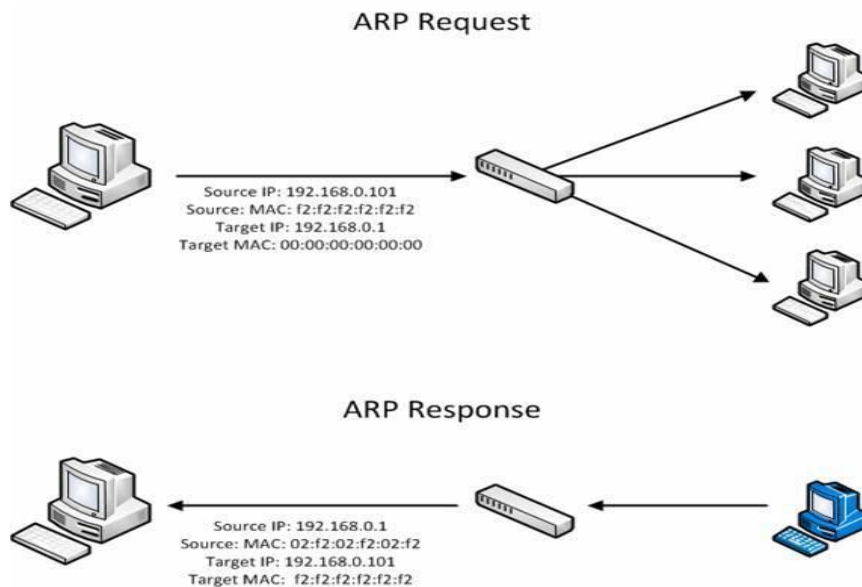 ARP Request
Source IP: 192.168.0.101
Source: MAC: f2:f2:f2:f2:f2:f2
Target IP: 192.168.0.1
Target MAC: 00:00:00:00:00:00
ARP Response
Source IP: 192.168.0.1
Source: MAC: 02:f2:02:f2:02:f2
Target IP: 192.168.0.101
Target MAC: f2:f2:f2:f2:f2:f2